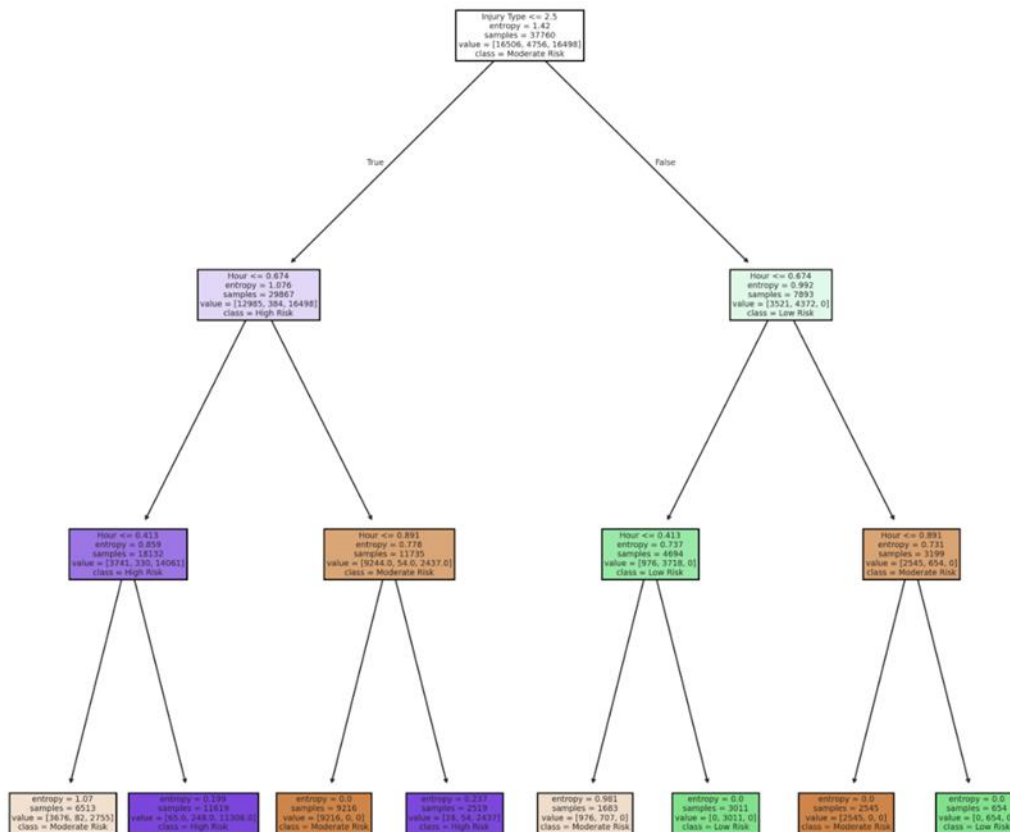 Injury Type <= 2.5
entropy = 1.42
samples = 37760
value = [16506, 4756, 16498]
class = Moderate Risk
True
False
Hour <= 0.674
entropy = 1.076
samples = 29867
value = [12985, 384, 16498]
class = High Risk
Hour <= 0.674
entropy = 0.992
samples = 7893
value = [3521, 4372, 0]
class = Low Risk
Hour <= 0.413
entropy = 0.859
samples = 18132
value = [3741, 330, 14061]
class = High Risk
Hour <= 0.891
entropy = 0.778
samples = 11735
value = [9244.0, 54.0, 2437.0]
class = Moderate Risk
Hour <= 0.413
entropy = 0.737
samples = 4694
value = [976, 3718, 0]
class = Low Risk
Hour <= 0.891
entropy = 0.731
samples = 3199
value = [2545, 654, 0]
class = Moderate Risk
entropy = 1.07
samples = 6513
value = [3676, 82, 2755]
class = Moderate Risk
entropy = 0.199
samples = 11619
value = [65.0, 248.0, 11306.0]
class = High Risk
entropy = 0.0
samples = 9216
value = [9216, 0, 0]
class = Moderate Risk
entropy = 0.237
samples = 2519
value = [28, 54, 2437]
class = High Risk
entropy = 0.981
samples = 1683
value = [976, 707, 0]
class = Moderate Risk
entropy = 0.0
samples = 3011
value = [0, 3011, 0]
class = Low Risk
entropy = 0.0
samples = 2545
value = [2545, 0, 0]
class = Moderate Risk
entropy = 0.0
samples = 654
value = [0, 654, 0]
class = Low Risk